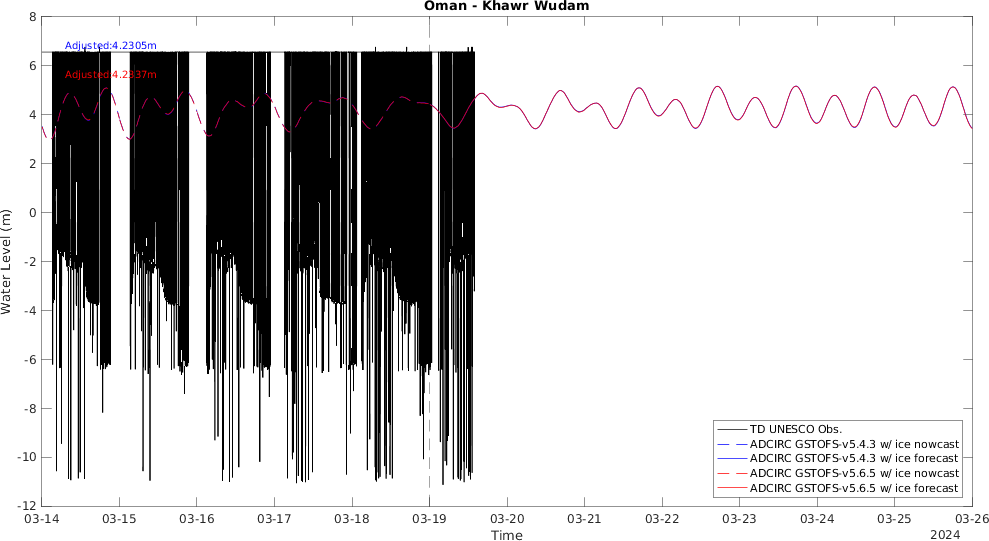 Oman - Khawr Wudam
8
6
4
2
0
-2
-4
-6
-8
-10
-12
Water Level (m)
Adjusted:4.2305m
Adjusted:4.2337m
TD UNESCO Obs.
ADCIRC GSTOFS-v5.4.3 w/ ice nowcast
ADCIRC GSTOFS-v5.4.3 w/ ice forecast
ADCIRC GSTOFS-v5.6.5 w/ ice nowcast
ADCIRC GSTOFS-v5.6.5 w/ ice forecast
03-14 03-15 03-16 03-17 03-18 03-19 03-20 03-21 03-22 03-23 03-24 03-25 03-26
Time
2024